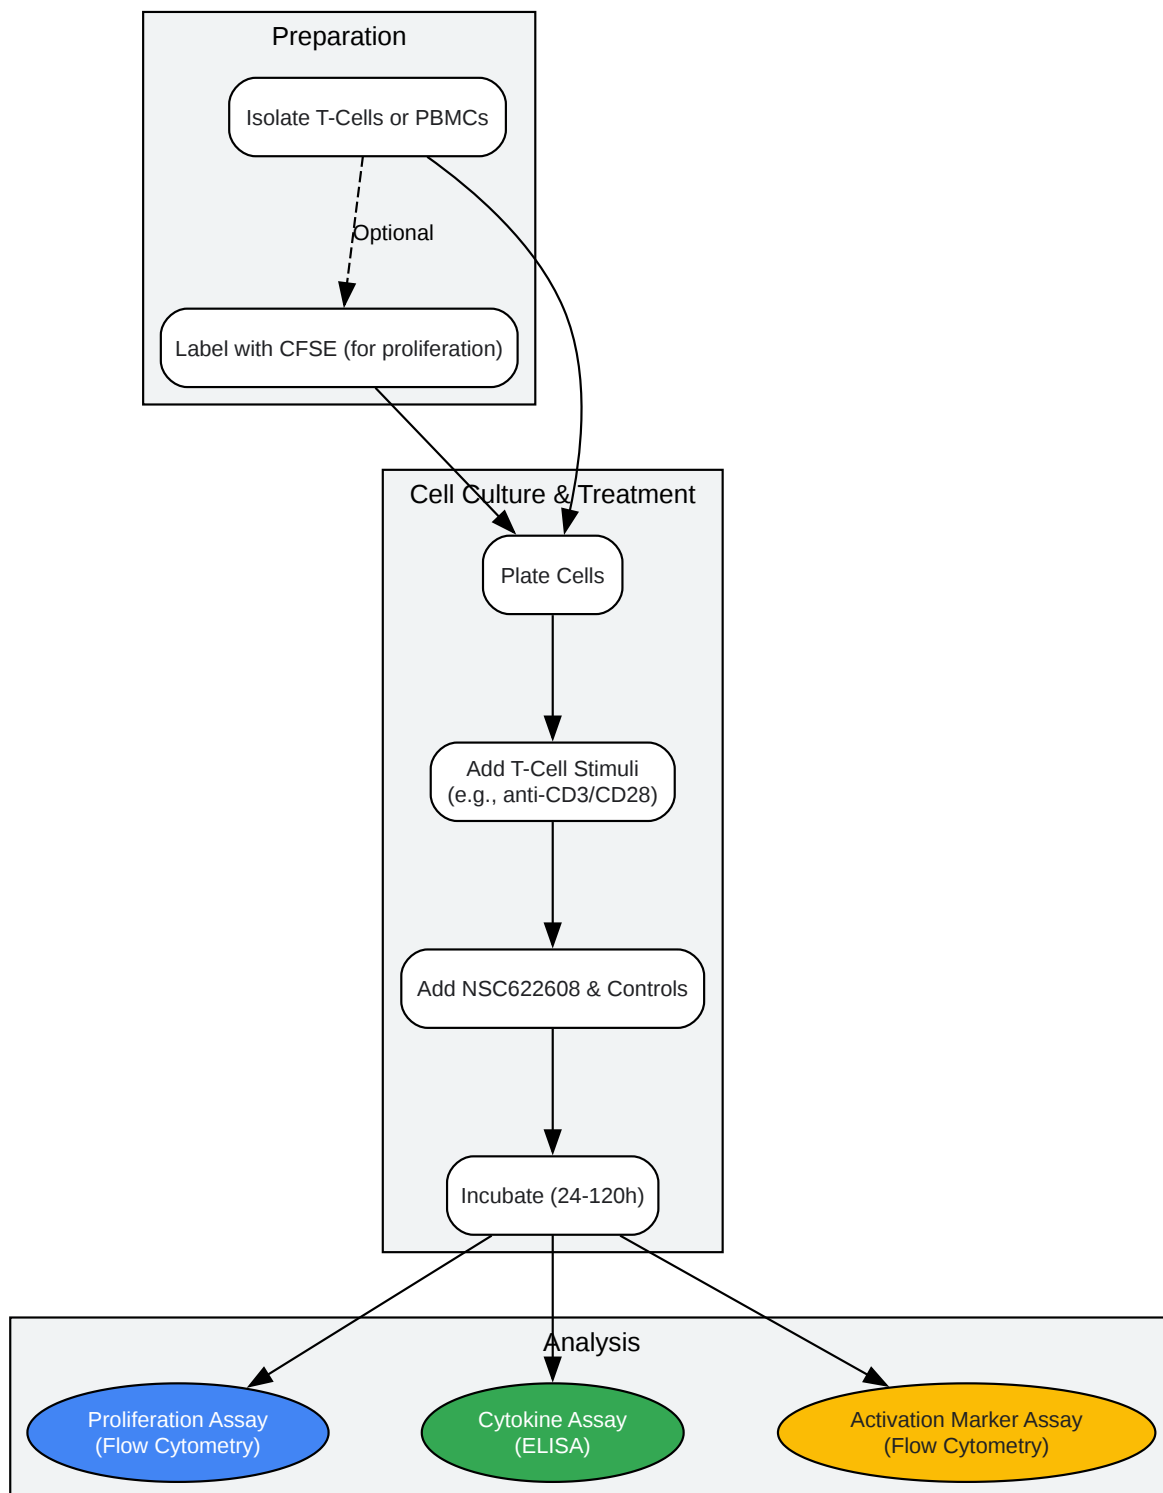 Preparation
Isolate T-Cells or PBMCs
Optional
Label with CFSE (for proliferation)
Cell Culture & Treatment
Plate Cells
Add T-Cell Stimuli
(e.g., anti-CD3/CD28)
Add NSC622608 & Controls
Incubate (24-120h)
Analysis
Proliferation Assay
(Flow Cytometry)
Cytokine Assay
(ELISA)
Activation Marker Assay
(Flow Cytometry)